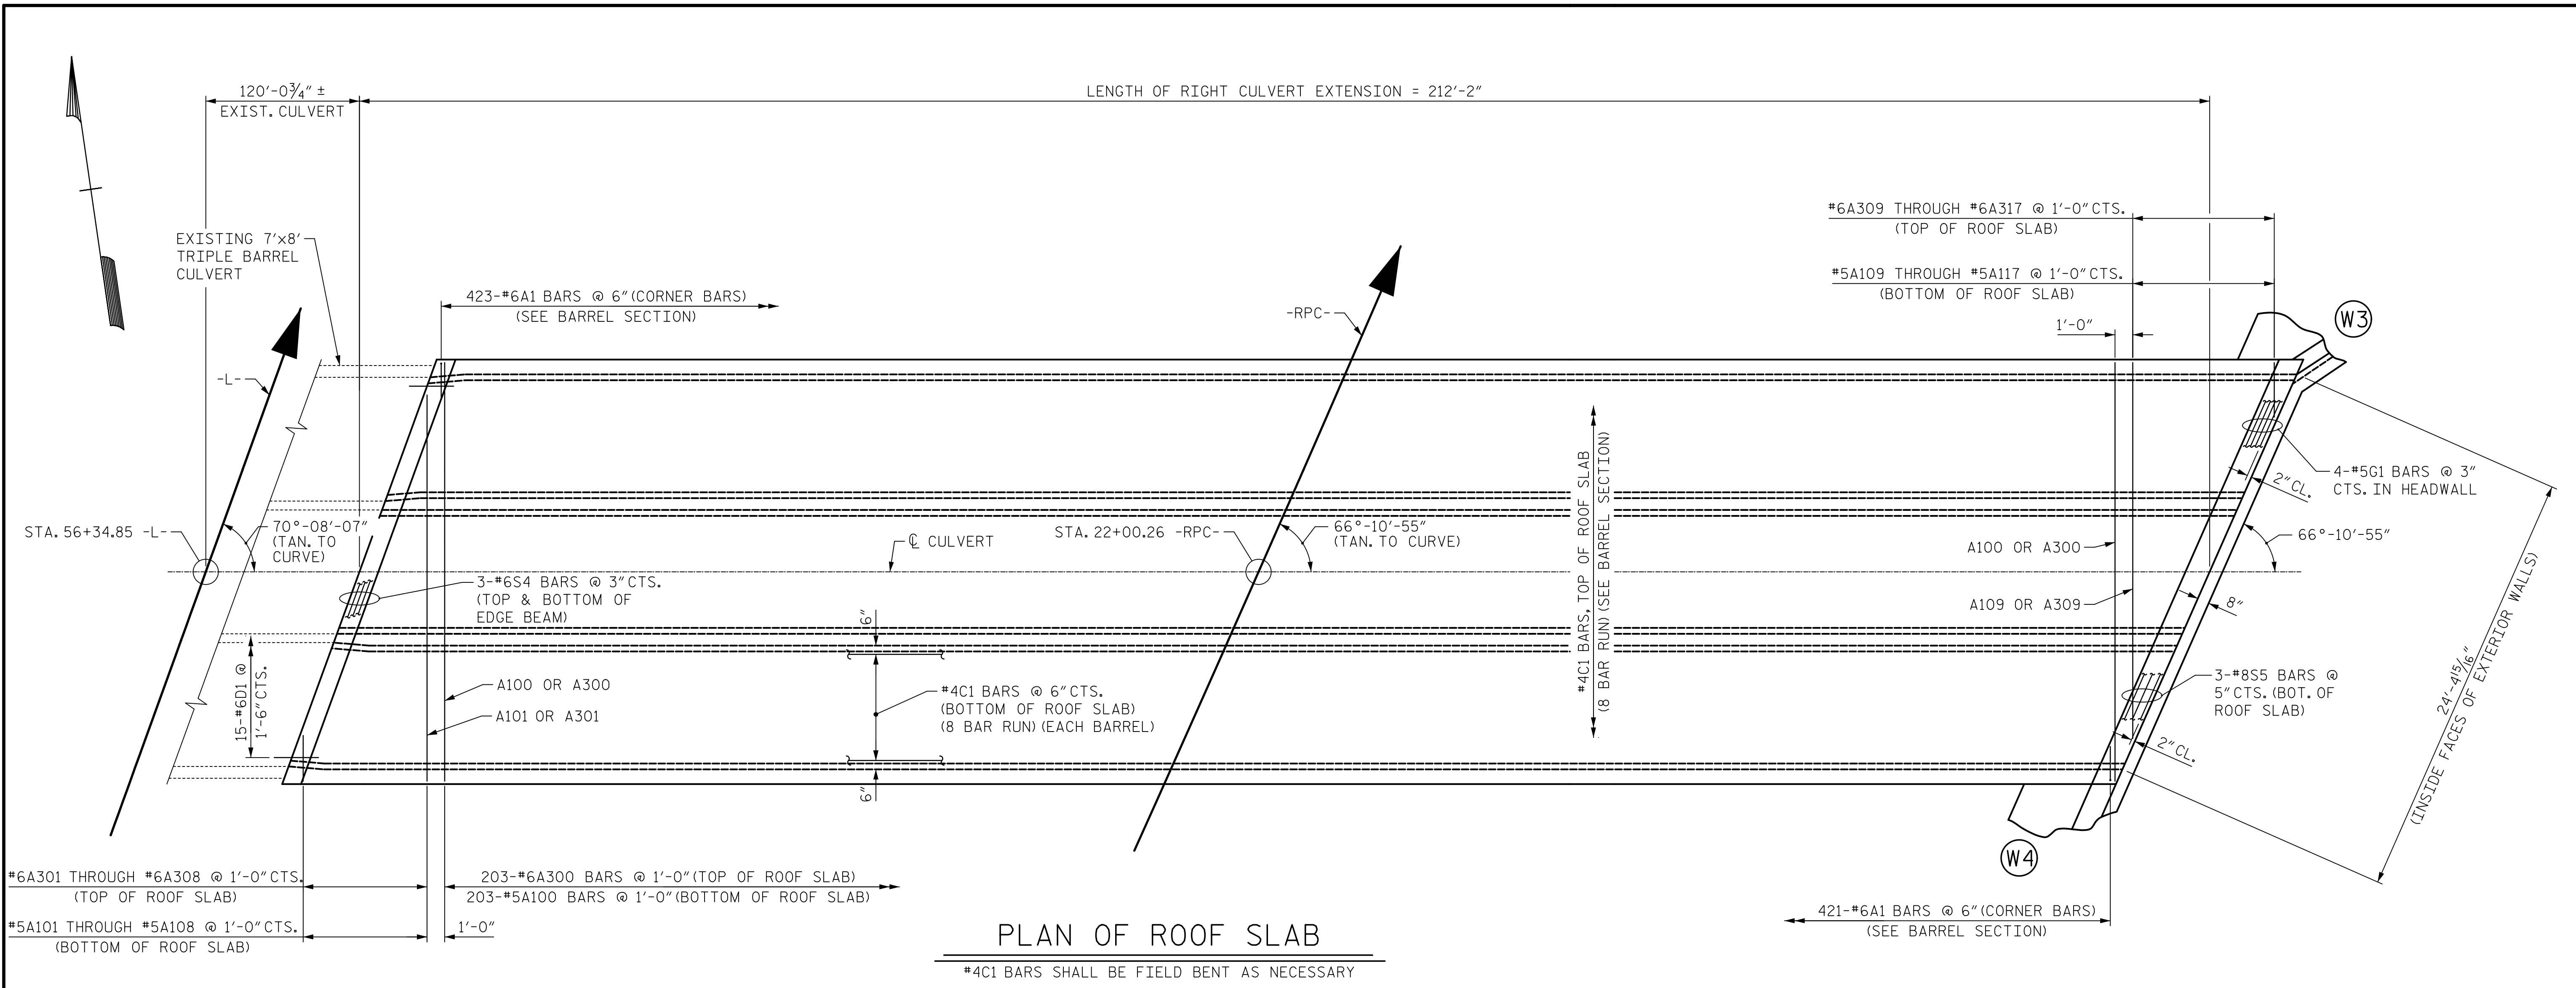 120'-0¾" ±
EXIST. CULVERT
LENGTH OF RIGHT CULVERT EXTENSION = 212'-2"
#6A309 THROUGH #6A317 @ 1'-0" CTS.
(TOP OF ROOF SLAB)
#5A109 THROUGH #5A117 @ 1'-0" CTS.
(BOTTOM OF ROOF SLAB)
1'-0"
EXISTING 7'x8'
TRIPLE BARREL
CULVERT
423-#6A1 BARS @ 6" (CORNER BARS)
(SEE BARREL SECTION)
-RPC-
W3
-L-
#4C1 BARS, TOP OF ROOF SLAB
(8 BAR RUN) (SEE BARREL SECTION)
4-#5G1 BARS @ 3"
CTS. IN HEADWALL
2" CL.
STA. 56+34.85 -L-
70°-08'-07"
(TAN. TO
CURVE)
℄ CULVERT
STA. 22+00.26 -RPC-
66°-10'-55"
(TAN. TO CURVE)
A100 OR A300
66°-10'-55"
3-#6S4 BARS @ 3" CTS.
(TOP & BOTTOM OF
EDGE BEAM)
A109 OR A309
8"
6"
15-#6D1 @
1'-6" CTS.
A100 OR A300
A101 OR A301
#4C1 BARS @ 6" CTS.
(BOTTOM OF ROOF SLAB)
(8 BAR RUN) (EACH BARREL)
3-#8S5 BARS @
5" CTS. (BOT. OF
ROOF SLAB)
24'-4 15/16"
(INSIDE FACES OF EXTERIOR WALLS)
2" CL.
6"
W4
#6A301 THROUGH #6A308 @ 1'-0" CTS.
(TOP OF ROOF SLAB)
203-#6A300 BARS @ 1'-0" (TOP OF ROOF SLAB)
203-#5A100 BARS @ 1'-0" (BOTTOM OF ROOF SLAB)
#5A101 THROUGH #5A108 @ 1'-0" CTS.
(BOTTOM OF ROOF SLAB)
1'-0"
421-#6A1 BARS @ 6" (CORNER BARS)
(SEE BARREL SECTION)
PLAN OF ROOF SLAB
#4C1 BARS SHALL BE FIELD BENT AS NECESSARY